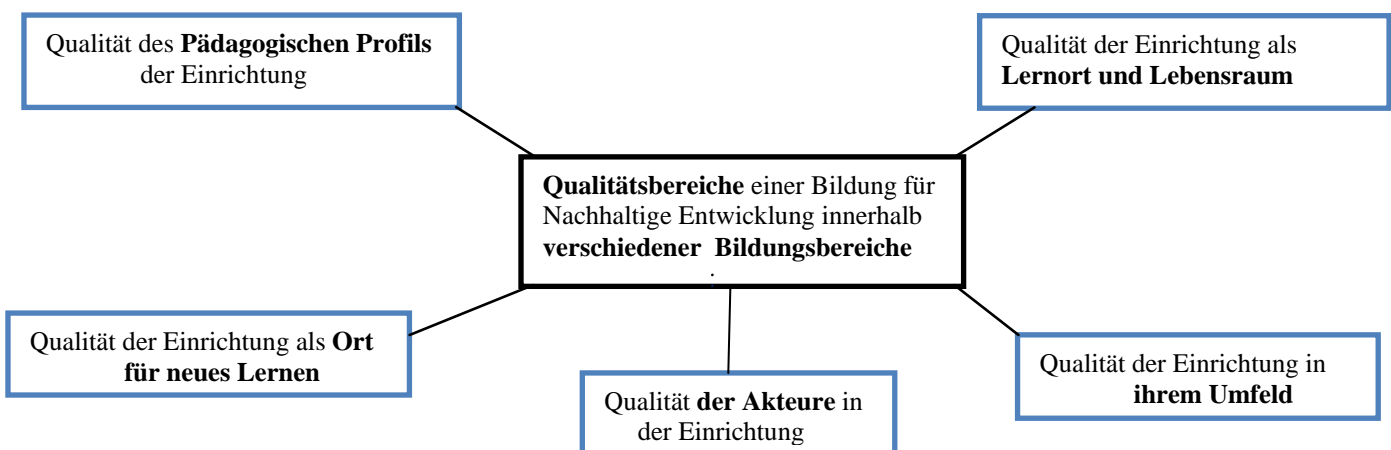 Qualität des Pädagogischen Profils
der Einrichtung
Qualität der Einrichtung als
Lernort und Lebensraum
Qualitätsbereiche einer Bildung für
Nachhaltige Entwicklung innerhalb
verschiedener Bildungsbereiche
.
Qualität der Einrichtung als Ort
für neues Lernen
Qualität der Akteure in
der Einrichtung
Qualität der Einrichtung in
ihrem Umfeld